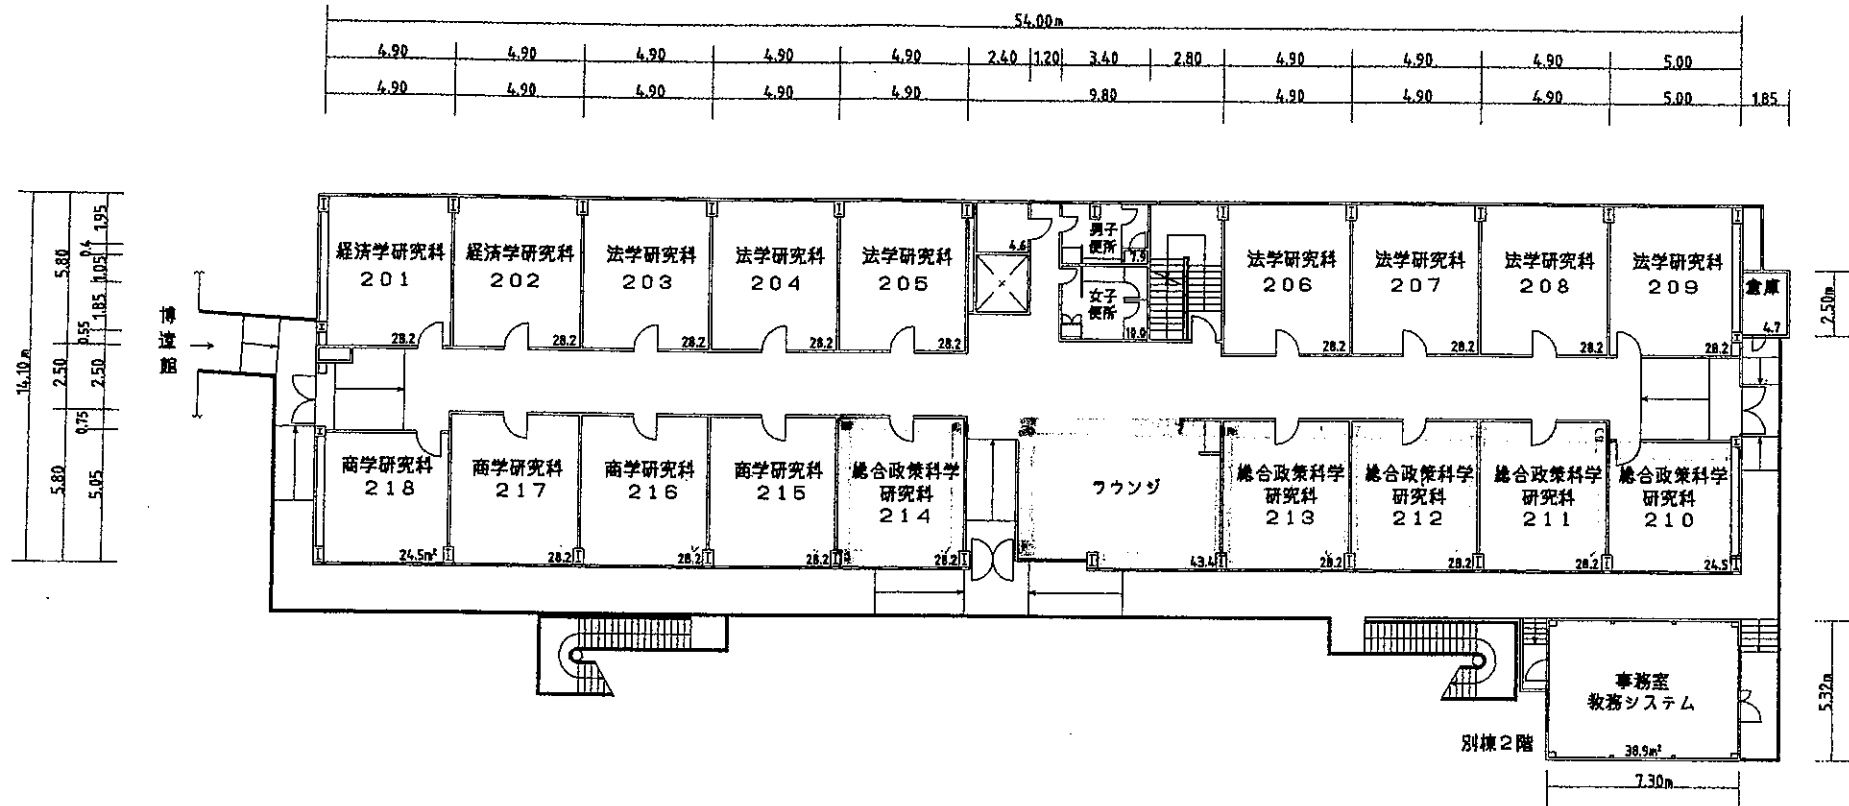 54.00m
4.90 4.90 4.90 4.90 4.90 2.40 1.20 3.40 2.80 4.90 4.90 4.90 5.00
4.90 4.90 4.90 4.90 4.90 9.80 4.90 4.90 4.90 5.00 1.85
14.10m
5.80 2.50 5.80
1.95 0.4 1.05 1.85 0.55 2.50 0.75 5.05
博遠館
経済学研究科
201
28.2
経済学研究科
202
28.2
法学研究科
203
28.2
法学研究科
204
28.2
法学研究科
205
28.2
4.6
男子
便所
7.9
女子
便所
10.0
法学研究科
206
28.2
法学研究科
207
28.2
法学研究科
208
28.2
法学研究科
209
28.2
倉庫
4.7
2.50m
商学研究科
218
24.5m²
商学研究科
217
28.2
商学研究科
216
28.2
商学研究科
215
28.2
総合政策科学
研究科
214
28.2
ラウンジ
43.4
総合政策科学
研究科
213
28.2
総合政策科学
研究科
212
28.2
総合政策科学
研究科
211
28.2
総合政策科学
研究科
210
24.5
事務室
教務システム
38.9m²
別棟2階
5.32m
7.30m